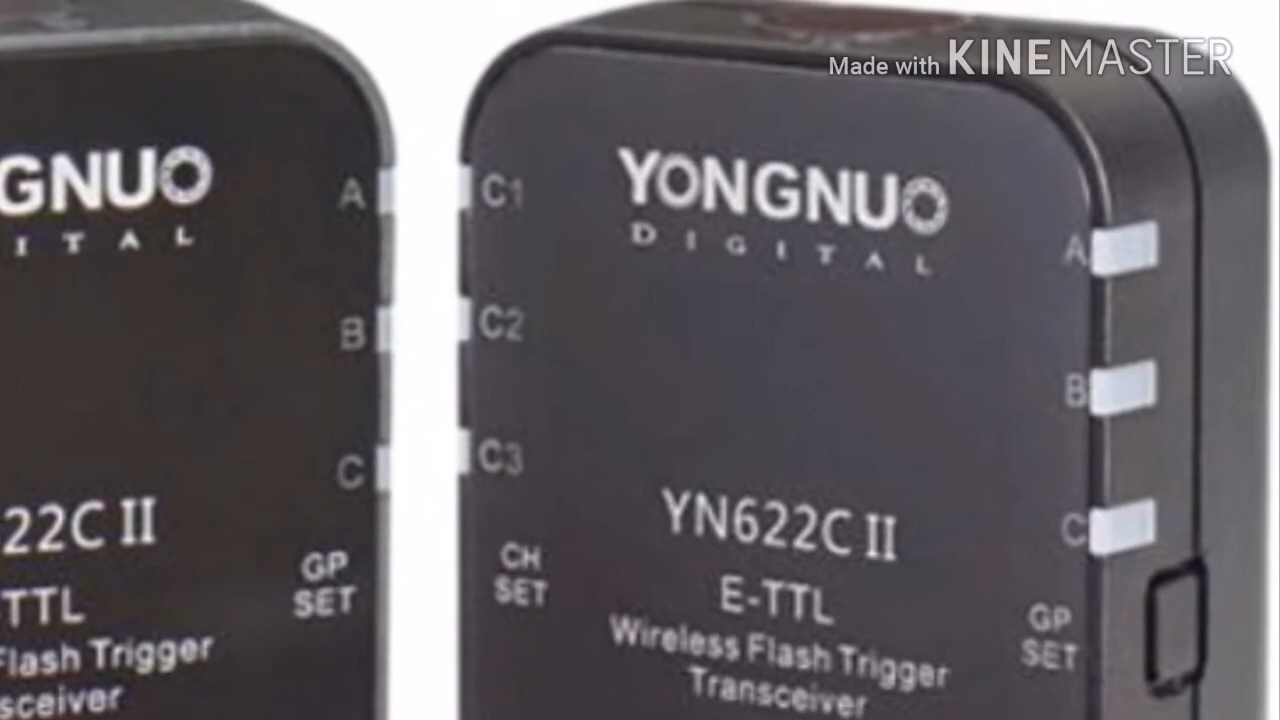 Made with KINEMASTER
GNUO
ITAL
A
B
C
22C II
TTL
Flash Trigger
sceiver
GP
SET
C1
C2
C3
CH
SET
YONGNUO
DIGITAL
YN622C II
E-TTL
Wireless Flash Trigger
Transceiver
A
B
C
GP
SET